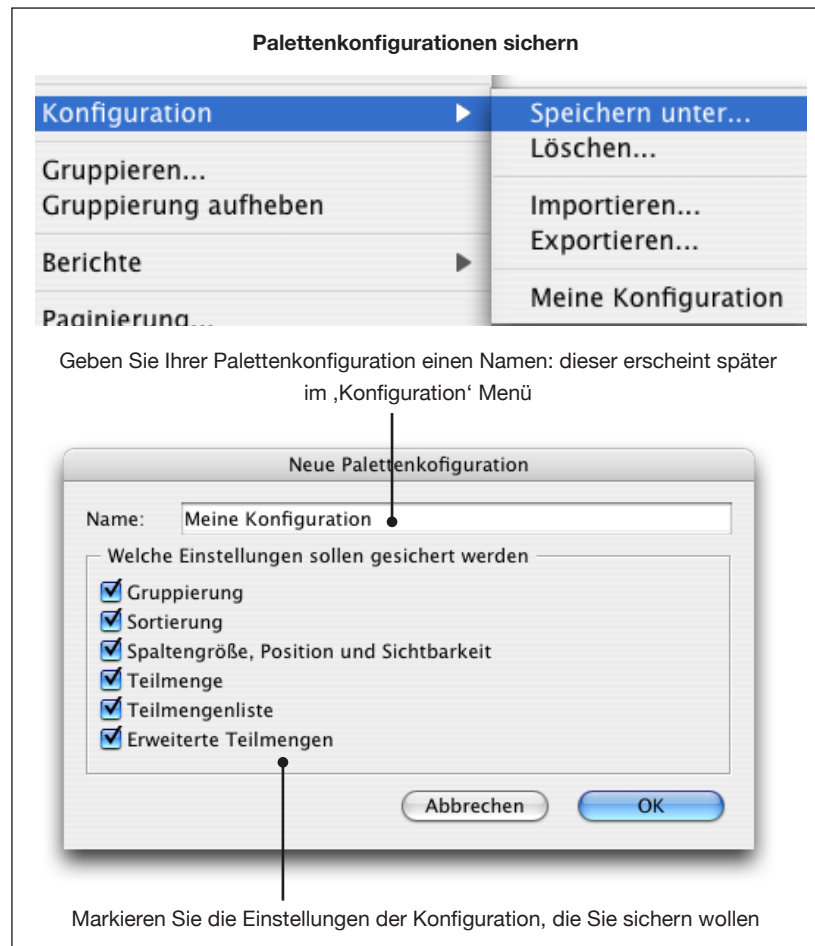 Palettenkonfigurationen sichern
Konfiguration
Speichern unter...
Löschen...
Gruppieren...
Gruppierung aufheben
Importieren...
Exportieren...
Berichte
Meine Konfiguration
Paginierung...
Geben Sie Ihrer Palettenkonfiguration einen Namen: dieser erscheint später
im ‚Konfiguration‘ Menü
Neue Palettenkofiguration
Name: Meine Konfiguration
Welche Einstellungen sollen gesichert werden
Gruppierung
Sortierung
Spaltengröße, Position und Sichtbarkeit
Teilmenge
Teilmengenliste
Erweiterte Teilmengen
Abbrechen OK
Markieren Sie die Einstellungen der Konfiguration, die Sie sichern wollen